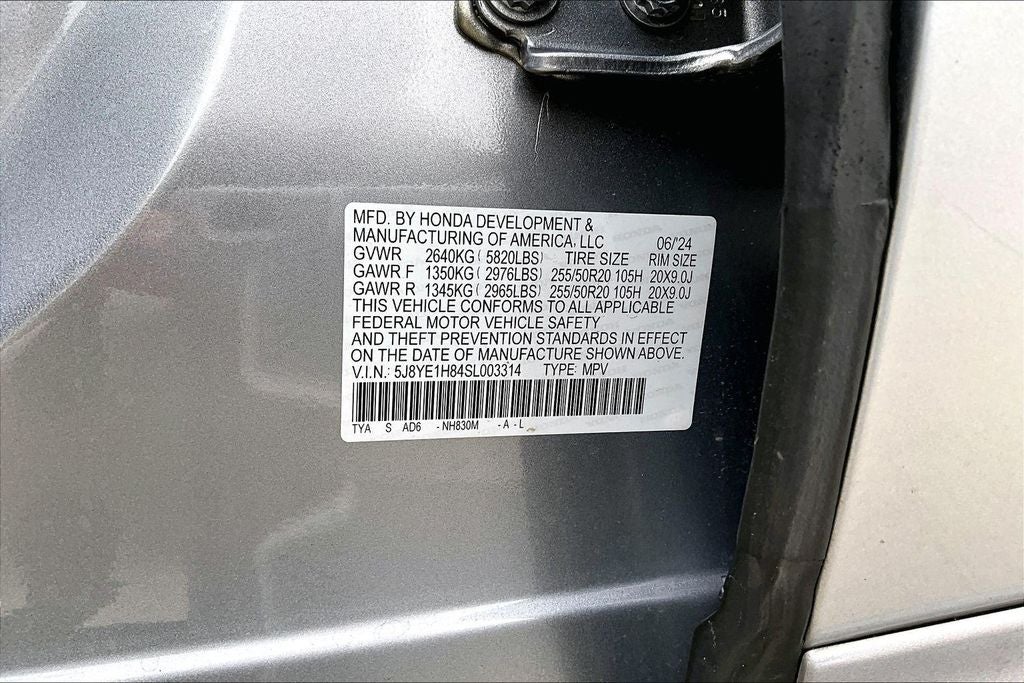 MFD. BY HONDA DEVELOPMENT &
MANUFACTURING OF AMERICA, LLC 06/'24
GVWR 2640KG ( 5820LBS) TIRE SIZE RIM SIZE
GAWR F 1350KG ( 2976LBS) 255/50R20 105H 20X9.0J
GAWR R 1345KG ( 2965LBS) 255/50R20 105H 20X9.0J
THIS VEHICLE CONFORMS TO ALL APPLICABLE
FEDERAL MOTOR VEHICLE SAFETY
AND THEFT PREVENTION STANDARDS IN EFFECT
ON THE DATE OF MANUFACTURE SHOWN ABOVE.
V.I.N.: 5J8YE1H84SL003314 TYPE: MPV
TYA S AD6 -NH830M -A-L